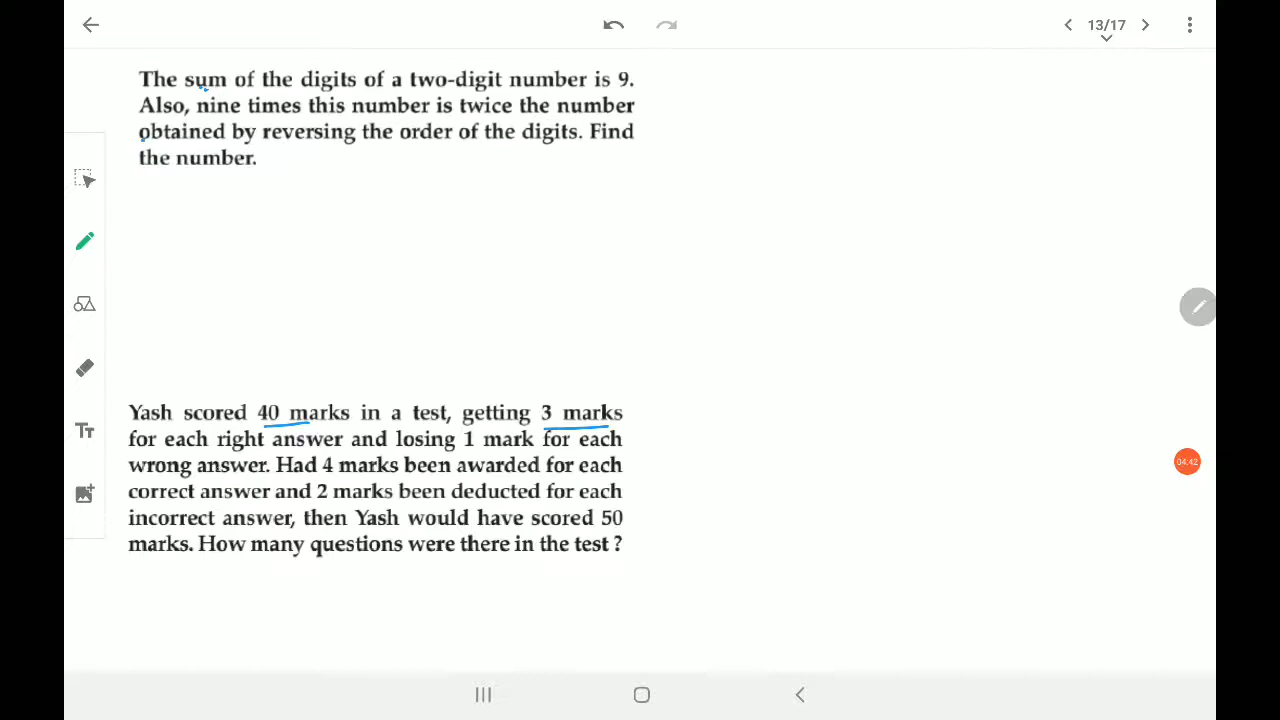 13/17
The sum of the digits of a two-digit number is 9.
Also, nine times this number is twice the number
obtained by reversing the order of the digits. Find
the number.
Tт
Yash scored 40 marks in a test, getting 3 marks
for each right answer and losing 1 mark for each
wrong answer. Had 4 marks been awarded for each
correct answer and 2 marks been deducted for each
incorrect answer, then Yash would have scored 50
marks. How many questions were there in the test ?
04:42